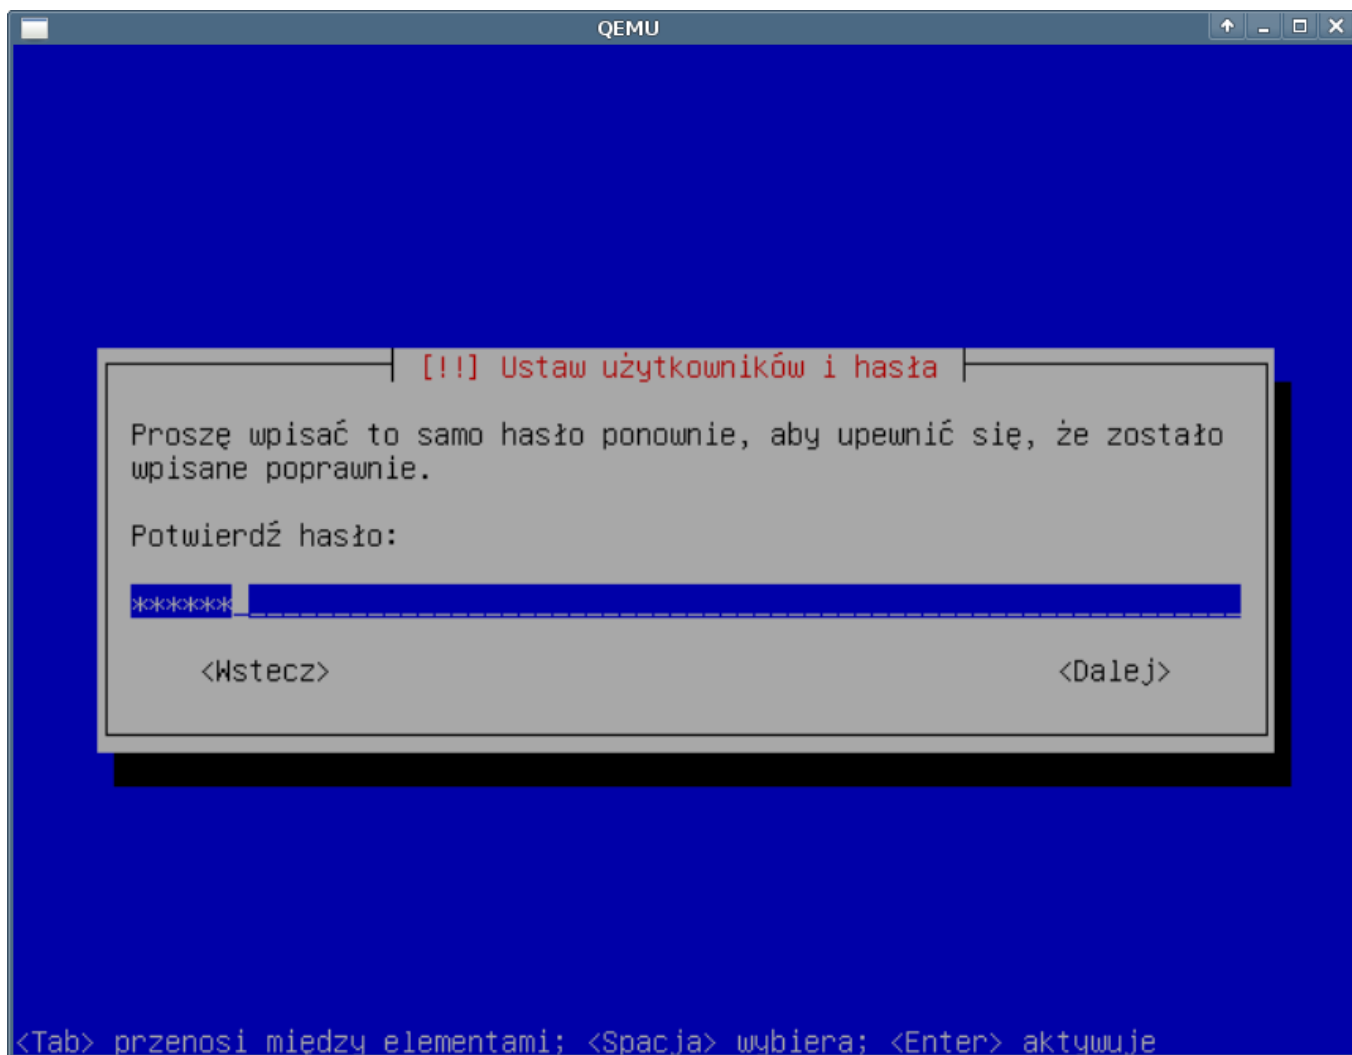 QEMU
[!!] Ustaw użytkowników i hasła
Proszę wpisać to samo hasło ponownie, aby upewnić się, że zostało
wpisane poprawnie.
Potwierdź hasło:
******
<Wstecz> <Dalej>
<Tab> przenosi między elementami; <Spacja> wybiera; <Enter> aktywuje